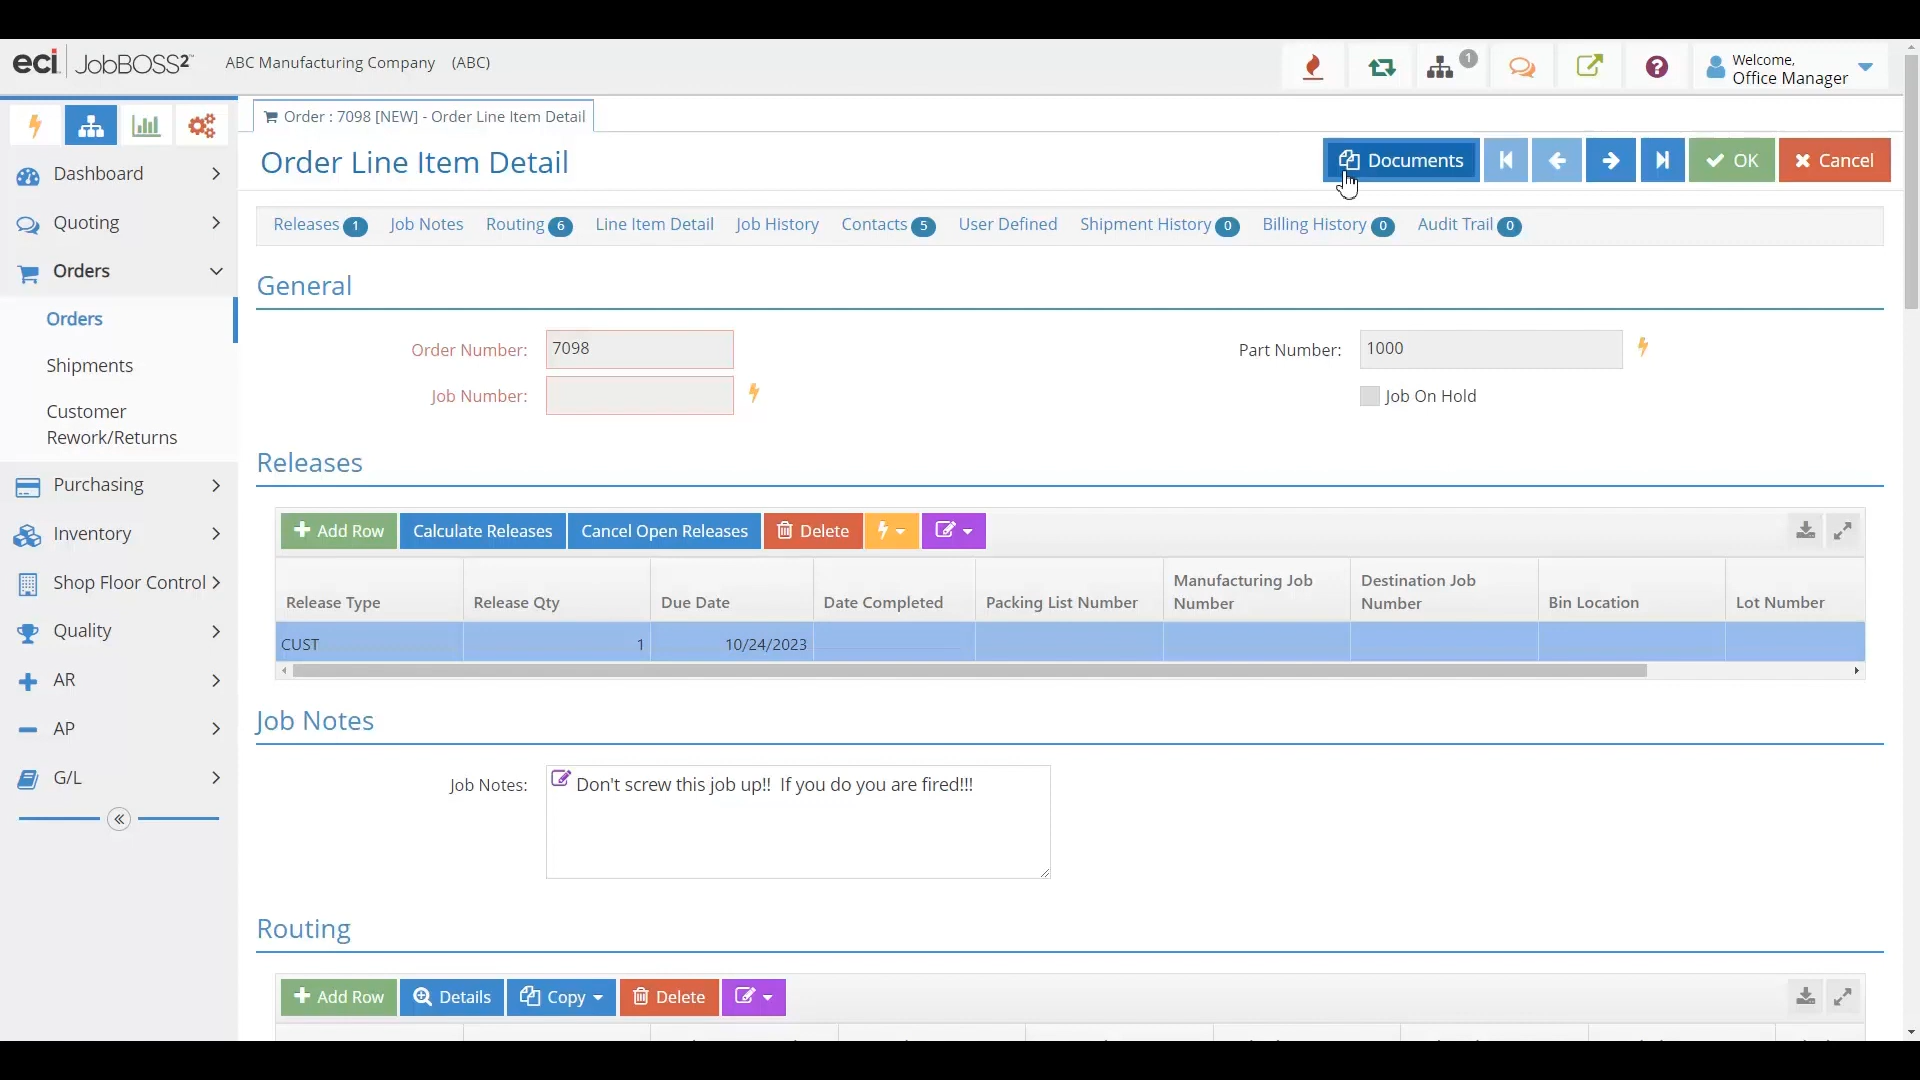 eci JobBOSS²™ ABC Manufacturing Company (ABC) 1 Welcome,
Office Manager
Order : 7098 [NEW] - Order Line Item Detail
Order Line Item Detail Documents OK Cancel
Dashboard
Quoting
Orders
Orders
Shipments
Customer
Rework/Returns
Purchasing
Inventory
Shop Floor Control
Quality
AR
AP
G/L
Releases 1 Job Notes Routing 6 Line Item Detail Job History Contacts 5 User Defined Shipment History 0 Billing History 0 Audit Trail 0
General
Order Number: 7098 Part Number: 1000
Job Number: Job On Hold
Releases
Add Row Calculate Releases Cancel Open Releases Delete
Release Type Release Qty Due Date Date Completed Packing List Number Manufacturing Job Number Destination Job Number Bin Location Lot Number
CUST 1 10/24/2023
Job Notes
Job Notes: Don't screw this job up!! If you do you are fired!!!
Routing
Add Row Details Copy Delete